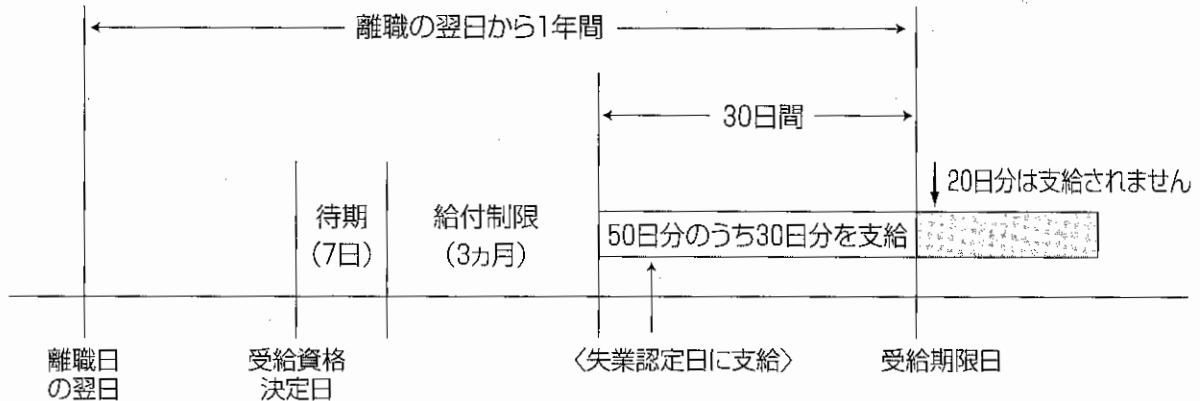 離職の翌日から1年間
30日間
20日分は支給されません
待期
(7日)
給付制限
(3ヵ月)
50日分のうち30日分を支給
離職日
の翌日
受給資格
決定日
〈失業認定日に支給〉
受給期限日